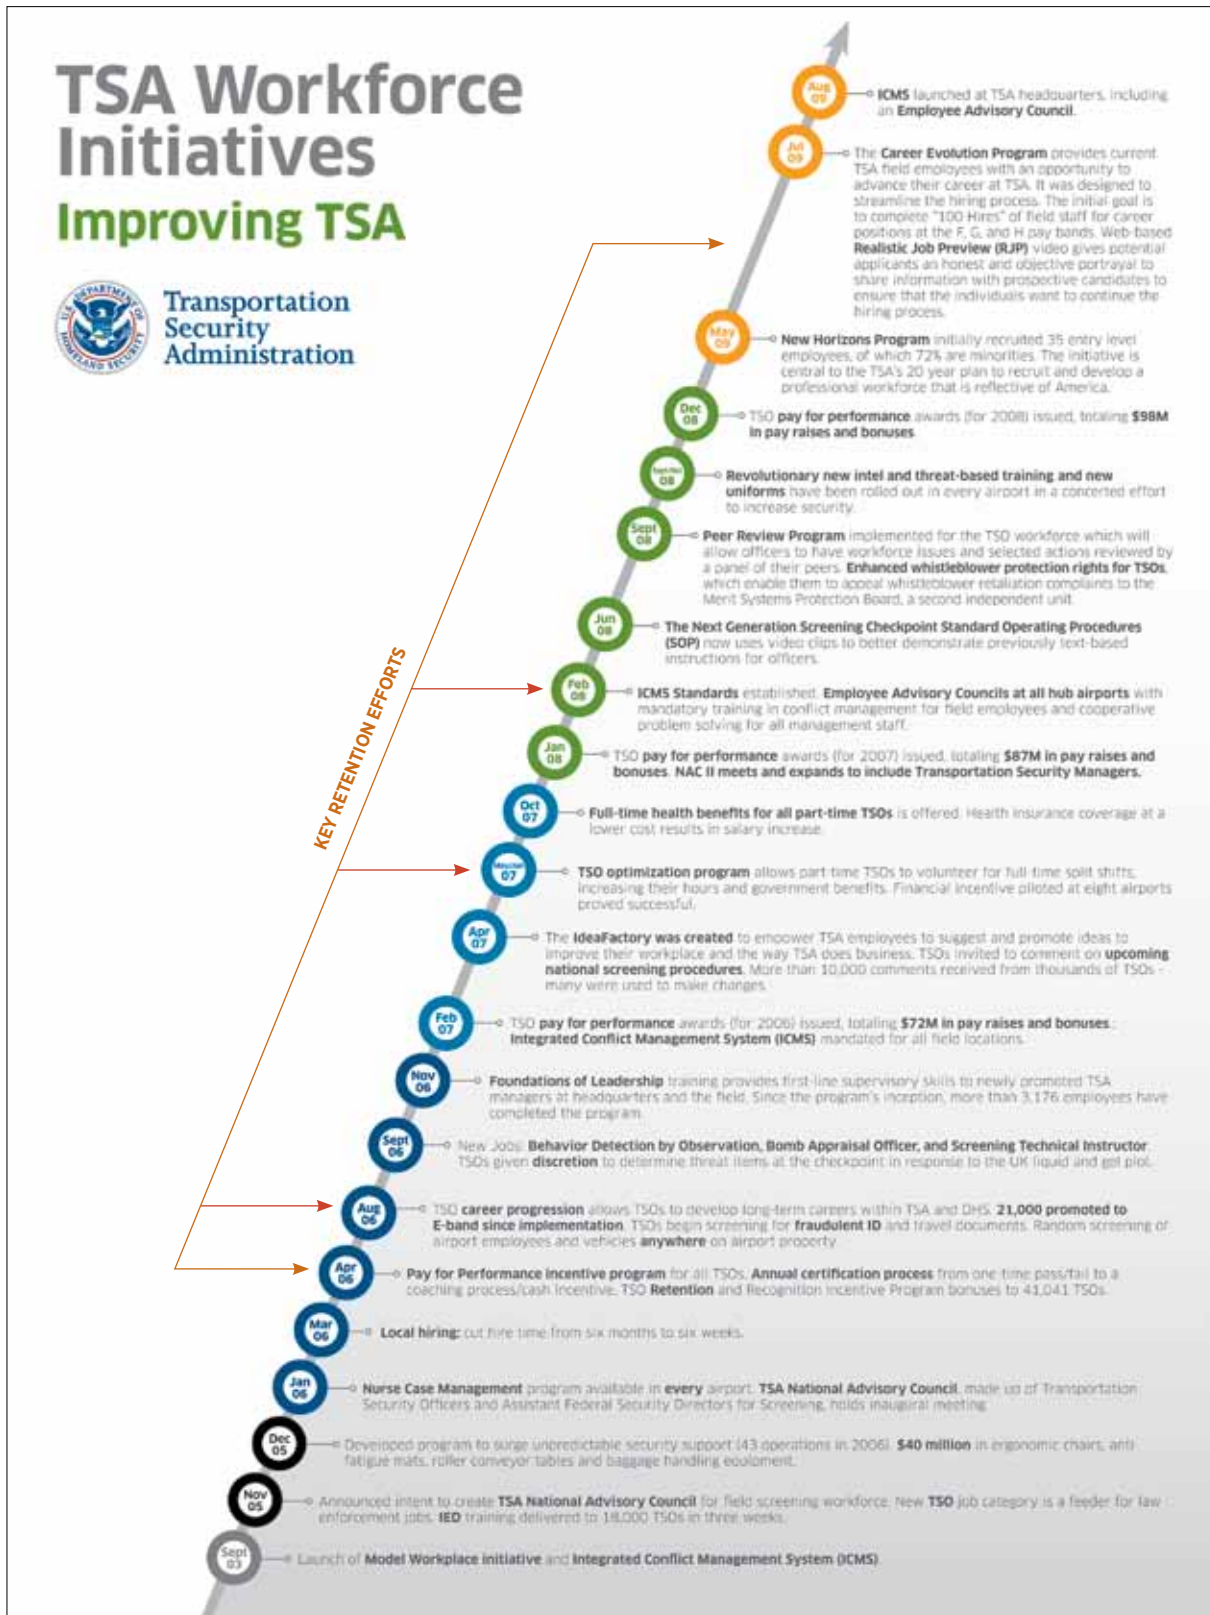 TSA Workforce
Initiatives
Improving TSA
U.S. DEPARTMENT OF
HOMELAND SECURITY
Transportation
Security
Administration
KEY RETENTION EFFORTS
Aug
09
ICMS launched at TSA headquarters, including
an Employee Advisory Council.
Jul
09
The Career Evolution Program provides current
TSA field employees with an opportunity to
advance their career at TSA. It was designed to
streamline the hiring process. The initial goal is
to complete "100 Hires" of field staff for career
positions at the F, G, and H pay bands. Web-based
Realistic Job Preview (RJP) video gives potential
applicants an honest and objective portrayal to
share information with prospective candidates to
ensure that the individuals want to continue the
hiring process.
May
09
New Horizons Program initially recruited 35 entry level
employees, of which 72% are minorities. The initiative is
central to the TSA's 20 year plan to recruit and develop a
professional workforce that is reflective of America.
Dec
08
TSO pay for performance awards (for 2008) issued, totaling $98M
in pay raises and bonuses.
08
Revolutionary new intel and threat-based training and new
uniforms have been rolled out in every airport in a concerted effort
to increase security.
Sept
08
Peer Review Program implemented for the TSO workforce which will
allow officers to have workforce issues and selected actions reviewed by
a panel of their peers. Enhanced whistleblower protection rights for TSOs,
which enable them to appeal whistleblower retaliation complaints to the
Merit Systems Protection Board, a second independent unit.
Jun
08
The Next Generation Screening Checkpoint Standard Operating Procedures
(SOP) now uses video clips to better demonstrate previously text-based
instructions for officers.
Feb
08
ICMS Standards established. Employee Advisory Councils at all hub airports with
mandatory training in conflict management for field employees and cooperative
problem solving for all management staff.
Jan
08
TSO pay for performance awards (for 2007) issued, totaling $87M in pay raises and
bonuses. NAC II meets and expands to include Transportation Security Managers.
Oct
07
Full-time health benefits for all part-time TSOs is offered. Health insurance coverage at a
lower cost results in salary increase.
07
TSO optimization program allows part time TSOs to volunteer for full time split shifts,
increasing their hours and government benefits. Financial incentive piloted at eight airports
proved successful.
Apr
07
The IdeaFactory was created to empower TSA employees to suggest and promote ideas to
improve their workplace and the way TSA does business. TSOs invited to comment on upcoming
national screening procedures. More than 10,000 comments received from thousands of TSOs -
many were used to make changes.
Feb
07
TSO pay for performance awards (for 2006) issued, totaling $72M in pay raises and bonuses.;
Integrated Conflict Management System (ICMS) mandated for all field locations.
Nov
06
Foundations of Leadership training provides first-line supervisory skills to newly promoted TSA
managers at headquarters and the field. Since the program's inception, more than 3,176 employees have
completed the program.
Sept
06
New Jobs: Behavior Detection by Observation, Bomb Appraisal Officer, and Screening Technical Instructor.
TSOs given discretion to determine threat items at the checkpoint in response to the UK liquid and gel plot.
Aug
06
TSO career progression allows TSOs to develop long-term careers within TSA and DHS. 21,000 promoted to
E-band since implementation. TSOs begin screening for fraudulent ID and travel documents. Random screening of
airport employees and vehicles anywhere on airport property.
Apr
06
Pay for Performance incentive program for all TSOs. Annual certification process from one-time pass/fail to a
coaching process/cash incentive. TSO Retention and Recognition Incentive Program bonuses to 41,041 TSOs.
Mar
06
Local hiring: cut hire time from six months to six weeks.
Jan
06
Nurse Case Management program available in every airport. TSA National Advisory Council, made up of Transportation
Security Officers and Assistant Federal Security Directors for Screening, holds inaugural meeting.
Dec
05
Developed program to surge unpredictable security support (43 operations in 2006). $40 million in ergonomic chairs, anti
fatigue mats, roller conveyor tables and baggage handling equipment.
Nov
05
Announced intent to create TSA National Advisory Council for field screening workforce. New TSO job category is a feeder for law
enforcement jobs. IED training delivered to 18,000 TSOs in three weeks.
Sept
03
Launch of Model Workplace initiative and Integrated Conflict Management System (ICMS).